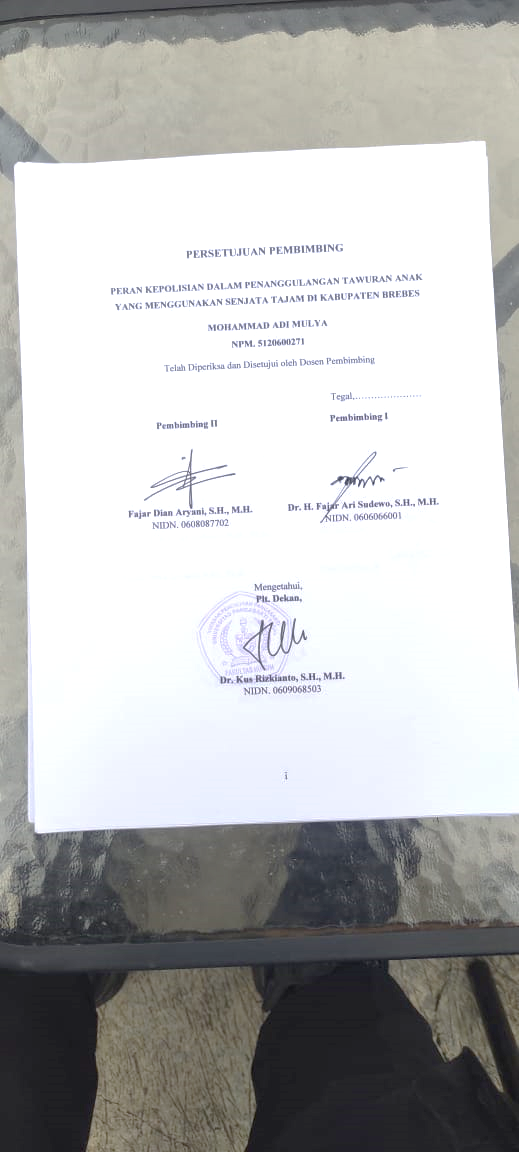 PERSETUJUAN PEMBIMBING
PERAN KEPOLISIAN DALAM PENANGGULANGAN TAWURAN ANAK
YANG MENGGUNAKAN SENJATA TAJAM DI KABUPATEN BREBES
MOHAMMAD ADI MULYA
NPM. 5120600271
Telah Diperiksa dan Disetujui oleh Dosen Pembimbing
Tegal,.....................
Pembimbing II
Pembimbing I
Fajar Dian Aryani, S.H., M.H.
NIDN. 0608087702
Dr. H. Fajar Ari Sudewo, S.H., M.H.
NIDN. 0606066001
Mengetahui,
Plt. Dekan,
FAKULTAS HUKUM
Dr. Kus Rizkianto, S.H., M.H.
NIDN. 0609068503
i